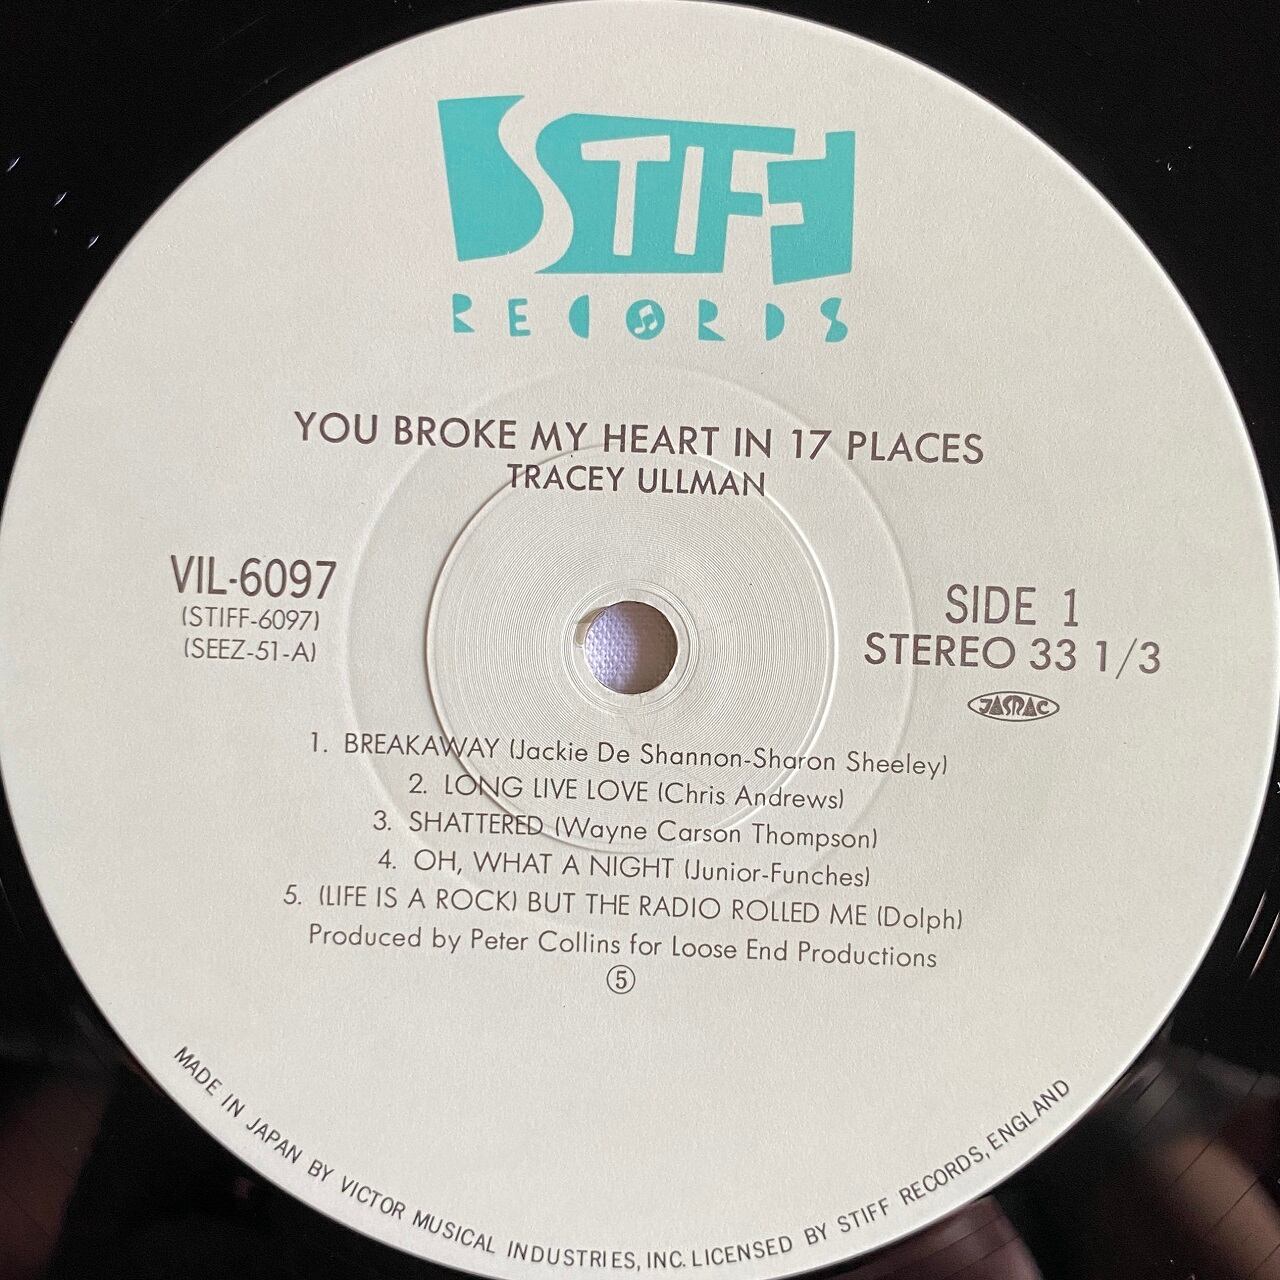 STIFF
RECORDS
YOU BROKE MY HEART IN 17 PLACES
TRACEY ULLMAN
VIL-6097
(STIFF-6097)
(SEEZ-51-A)
SIDE 1
STEREO 33 1/3
JASRAC
1. BREAKAWAY (Jackie De Shannon-Sharon Sheeley)
2. LONG LIVE LOVE (Chris Andrews)
3. SHATTERED (Wayne Carson Thompson)
4. OH, WHAT A NIGHT (Junior-Funches)
5. (LIFE IS A ROCK) BUT THE RADIO ROLLED ME (Dolph)
Produced by Peter Collins for Loose End Productions
⑤
MADE IN JAPAN BY VICTOR MUSICAL INDUSTRIES, INC. LICENSED BY STIFF RECORDS, ENGLAND